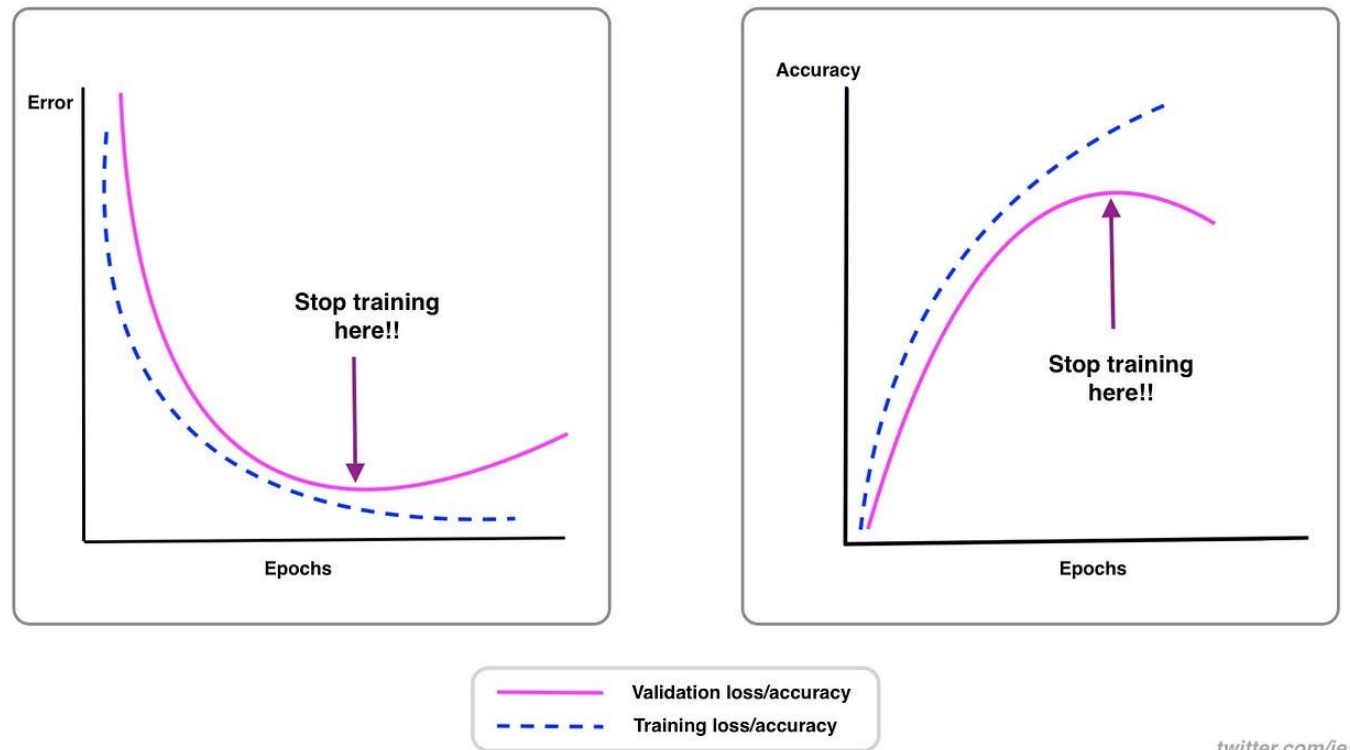 Error
Stop training
here!!
Epochs
Accuracy
Stop training
here!!
Epochs
Validation loss/accuracy
Training loss/accuracy